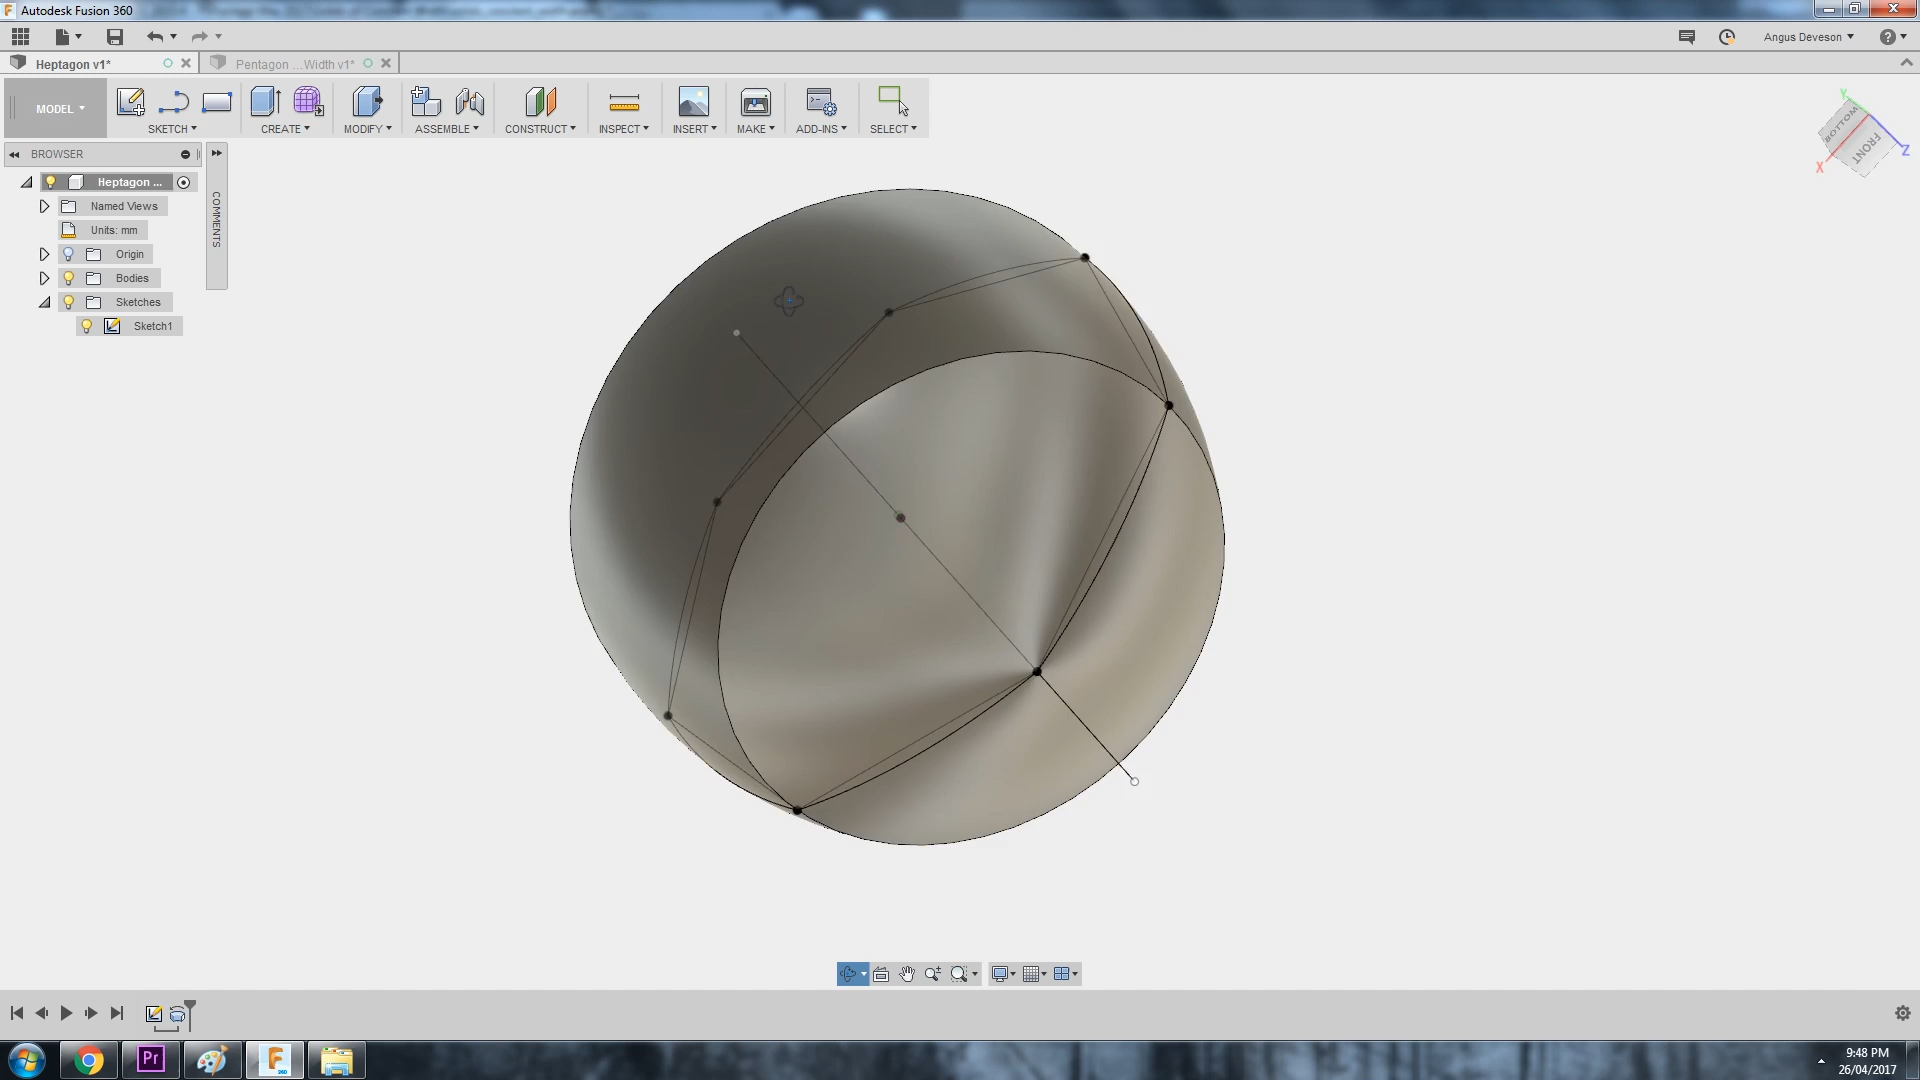 Autodesk Fusion 360
Angus Deveson
Heptagon v1*
Pentagon ...Width v1*
MODEL
SKETCH
CREATE
MODIFY
ASSEMBLE
CONSTRUCT
INSPECT
INSERT
MAKE
ADD-INS
SELECT
BROWSER
Heptagon ...
Named Views
Units: mm
Origin
Bodies
Sketches
Sketch1
COMMENTS
Y
BOTTOM
FRONT
Z
X
Pr
F
360
9:48 PM
26/04/2017